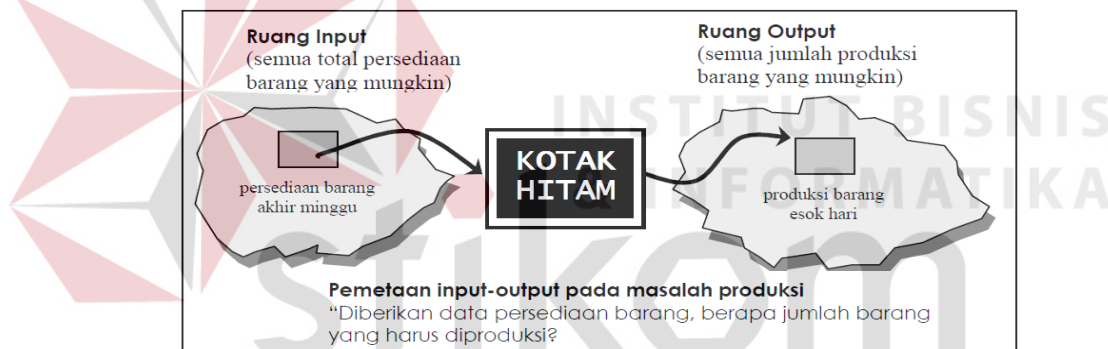 Ruang Input
(semua total persediaan
barang yang mungkin)
persediaan barang
akhir minggu
KOTAK
HITAM
Ruang Output
(semua jumlah produksi
barang yang mungkin)
produksi barang
esok hari
Pemetaan input-output pada masalah produksi
“Diberikan data persediaan barang, berapa jumlah barang
yang harus diproduksi?
INSTITUT BISNIS
& INFORMATIKA
stikom